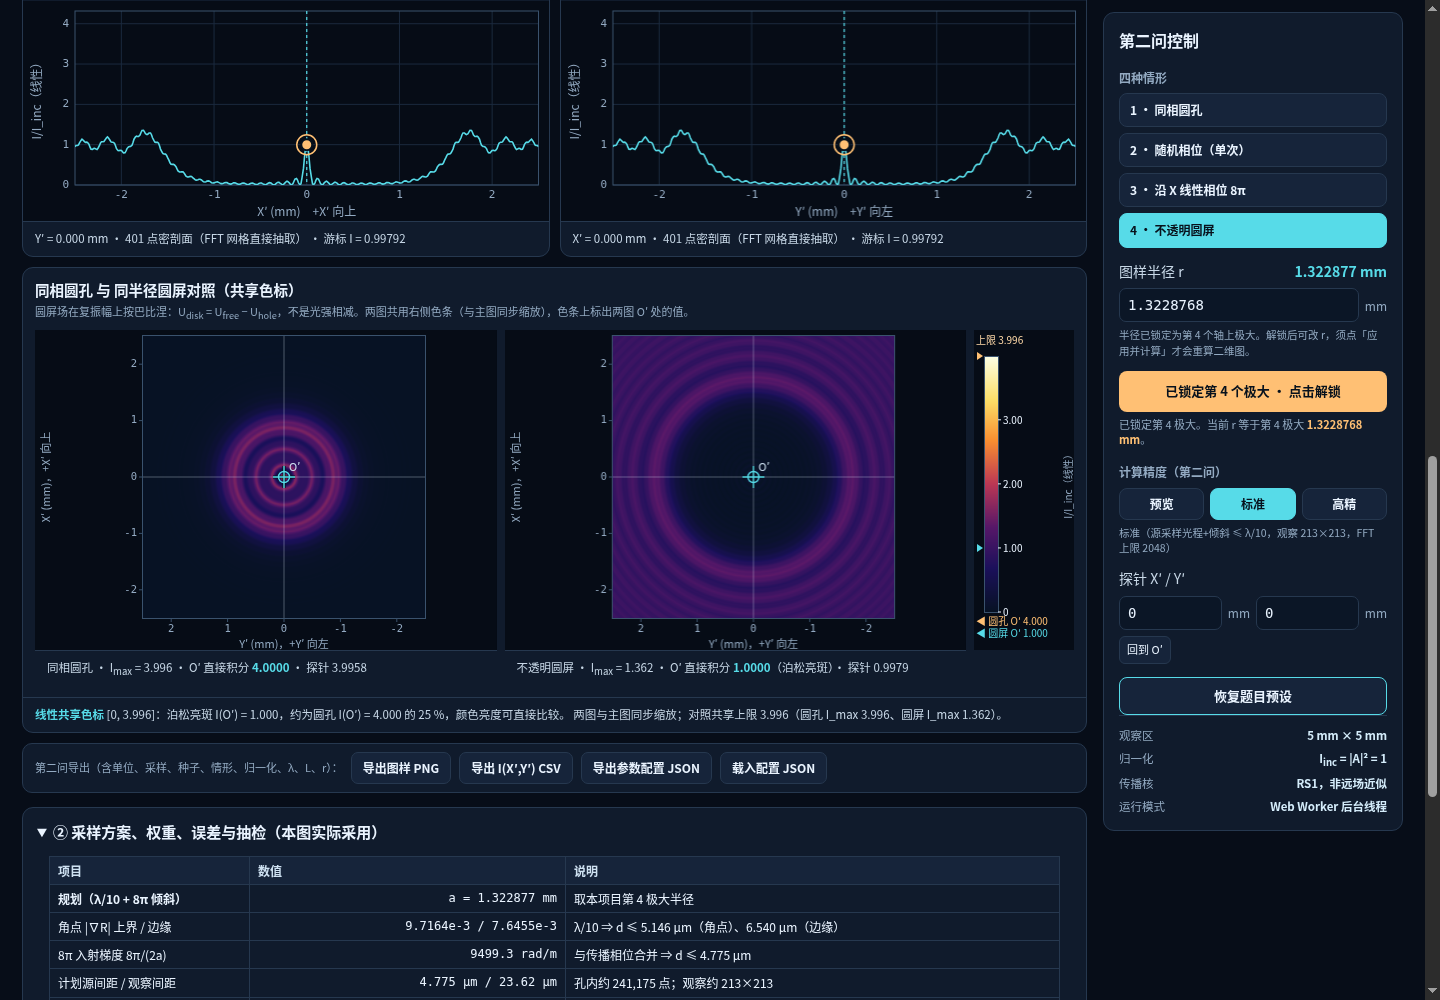 4
3
2
1
0
I/I_inc（线性）
-2
-1
0
1
2
X′ (mm)　+X′ 向上
Y′ = 0.000 mm ・ 401 点密剖面（FFT 网格直接抽取） ・ 游标 I = 0.99792
4
3
2
1
0
I/I_inc（线性）
-2
-1
0
1
2
Y′ (mm)　+Y′ 向左
X′ = 0.000 mm ・ 401 点密剖面（FFT 网格直接抽取） ・ 游标 I = 0.99792
同相圆孔 与 同半径圆屏对照（共享色标）
圆屏场在复振幅上按巴比涅：Udisk = Ufree − Uhole，不是光强相减。两图共用右侧色条（与主图同步缩放），色条上标出两图 O′ 处的值。
2
1
0
-1
-2
X′ (mm)，+X′ 向上
O′
2
1
0
-1
-2
Y′ (mm)，+Y′ 向左
2
1
0
-1
-2
X′ (mm)，+X′ 向上
O′
2
1
0
-1
-2
Y′ (mm)，+Y′ 向左
上限 3.996
3.00
2.00
1.00
0
I/I_inc（线性）
◀ 圆孔 O′ 4.000
◀ 圆屏 O′ 1.000
同相圆孔 ・ Imax = 3.996 ・ O′ 直接积分 4.0000 ・ 探针 3.9958
不透明圆屏 ・ Imax = 1.362 ・ O′ 直接积分 1.0000（泊松亮斑）・ 探针 0.9979
线性共享色标 [0, 3.996]：泊松亮斑 I(O′) = 1.000，约为圆孔 I(O′) = 4.000 的 25 %，颜色亮度可直接比较。 两图与主图同步缩放；对照共享上限 3.996（圆孔 I_max 3.996、圆屏 I_max 1.362）。
第二问导出（含单位、采样、种子、情形、归一化、λ、L、r）：
导出图样 PNG
导出 I(X′,Y′) CSV
导出参数配置 JSON
载入配置 JSON
▼ ② 采样方案、权重、误差与抽检（本图实际采用）
项目 数值 说明
规划（λ/10 + 8π 倾斜） a = 1.322877 mm 取本项目第 4 极大半径
角点 |∇R| 上界 / 边缘 9.7164e-3 / 7.6455e-3 λ/10 ⇒ d ≤ 5.146 µm（角点）、6.540 µm（边缘）
8π 入射梯度 8π/(2a) 9499.3 rad/m 与传播相位合并 ⇒ d ≤ 4.775 µm
计划源间距 / 观察间距 4.775 µm / 23.62 µm 孔内约 241,175 点；观察约 213×213
第二问控制
四种情形
1 ・ 同相圆孔
2 ・ 随机相位（单次）
3 ・ 沿 X 线性相位 8π
4 ・ 不透明圆屏
图样半径 r 1.322877 mm
1.3228768 mm
半径已锁定为第 4 个轴上极大。解锁后可改 r，须点「应
用并计算」才会重算二维图。
已锁定第 4 个极大 ・ 点击解锁
已锁定第 4 极大。当前 r 等于第 4 极大 1.3228768
mm。
计算精度（第二问）
预览
标准
高精
标准（源采样光程+倾斜 ≤ λ/10，观察 213×213，FFT
上限 2048）
探针 X′ / Y′
0 mm 0 mm
回到 O′
恢复题目预设
观察区 5 mm × 5 mm
归一化 Iinc = |A|² = 1
传播核 RS1，非远场近似
运行模式 Web Worker 后台线程